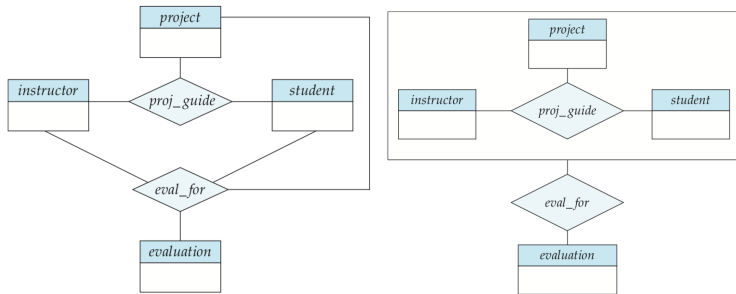 project
instructor
proj_guide
student
eval_for
evaluation
project
instructor
proj_guide
student
eval_for
evaluation